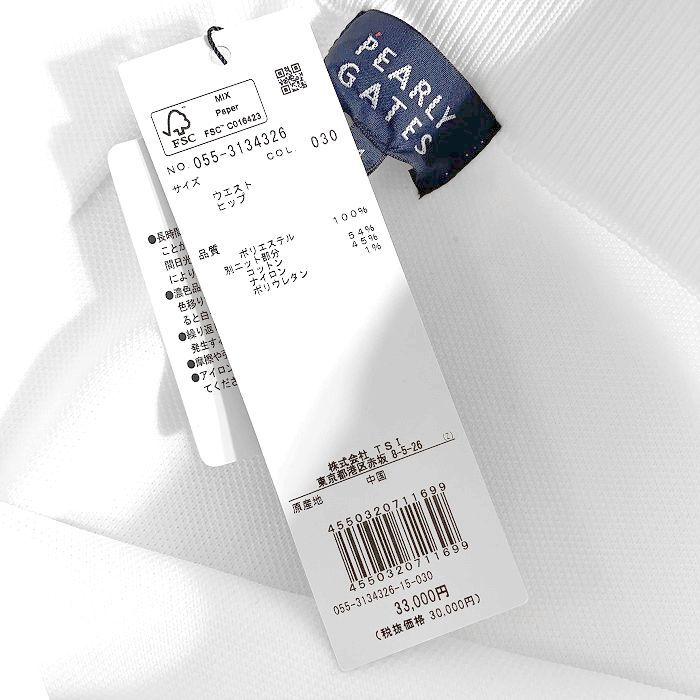 PEARLY
GATES
MIX
Paper
FSC™ C016423
FSC
NO. 055-3134326 COL. 030
サイズ
ウエスト
ヒップ
品質 ポリエステル 100%
別ニット部分
コットン 54%
ナイロン 45%
ポリウレタン 1%
株式会社 TSI
東京都港区赤坂 8-5-26 (Z)
原産地 中国
4550320711699
4550320711699
055-3134326-15-030
33,000円
(税抜価格 30,000円)
●長時間
ことが
間日光
により
●濃色品
色移り
ると白
●繰り返し
発生す
●摩擦や
●アイロン
てくださ